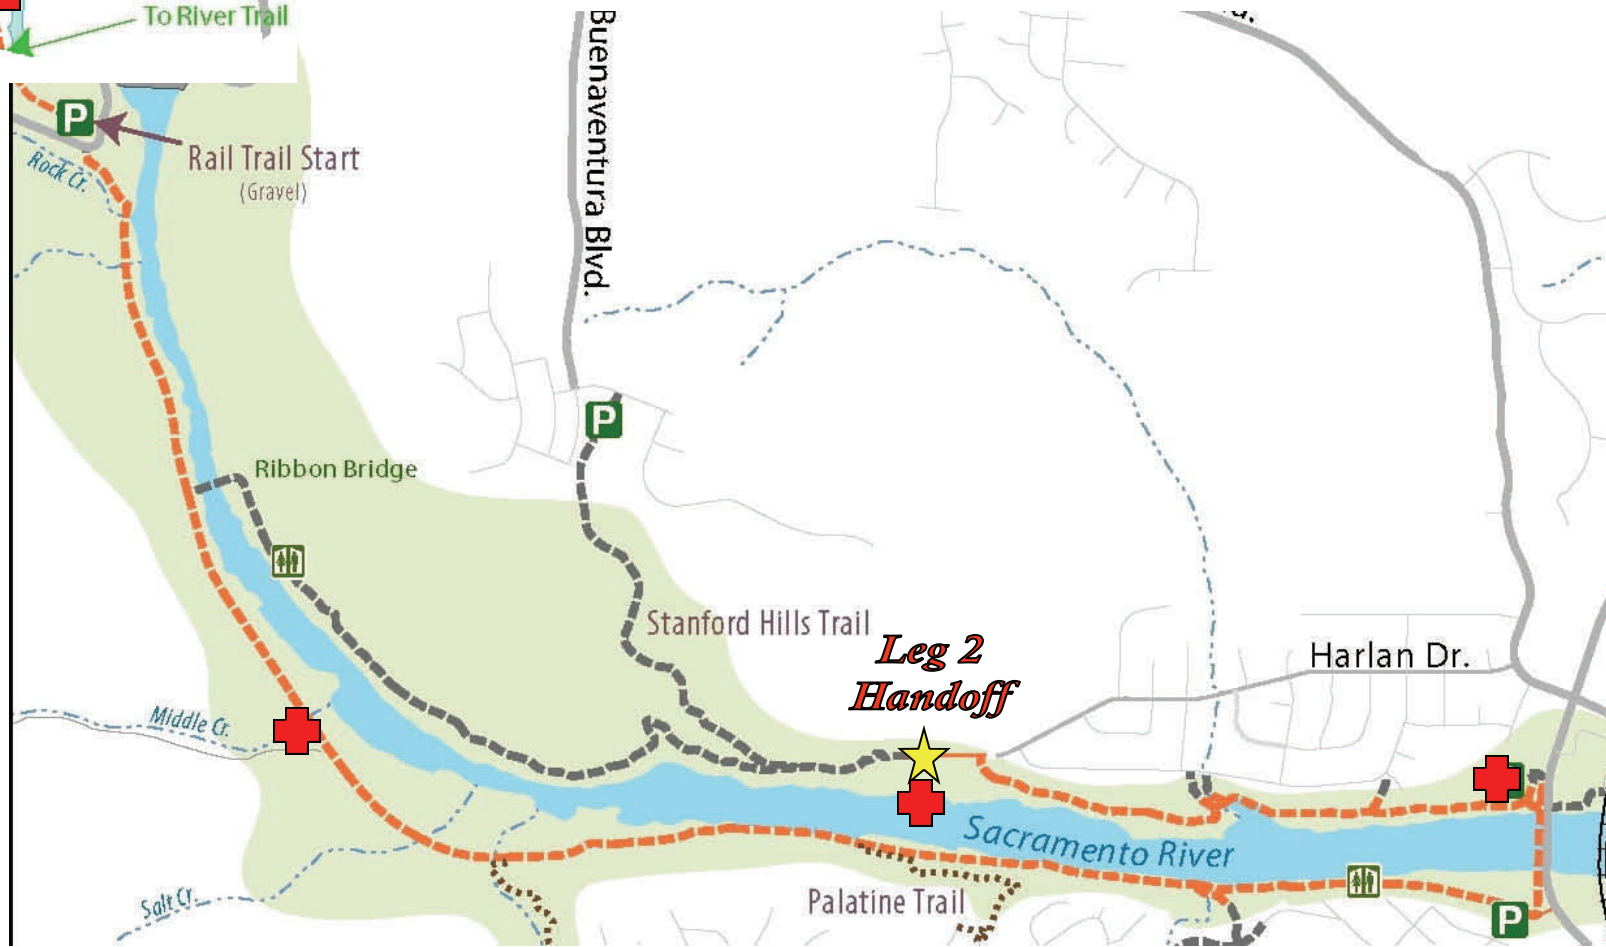 To River Trail
Buenaventura Blvd.
P
Rail Trail Start
(Gravel)
Rock Cr.
P
Ribbon Bridge
Stanford Hills Trail
Leg 2
Handoff
Harlan Dr.
Middle Cr.
Sacramento River
Salt Cr.
Palatine Trail
P